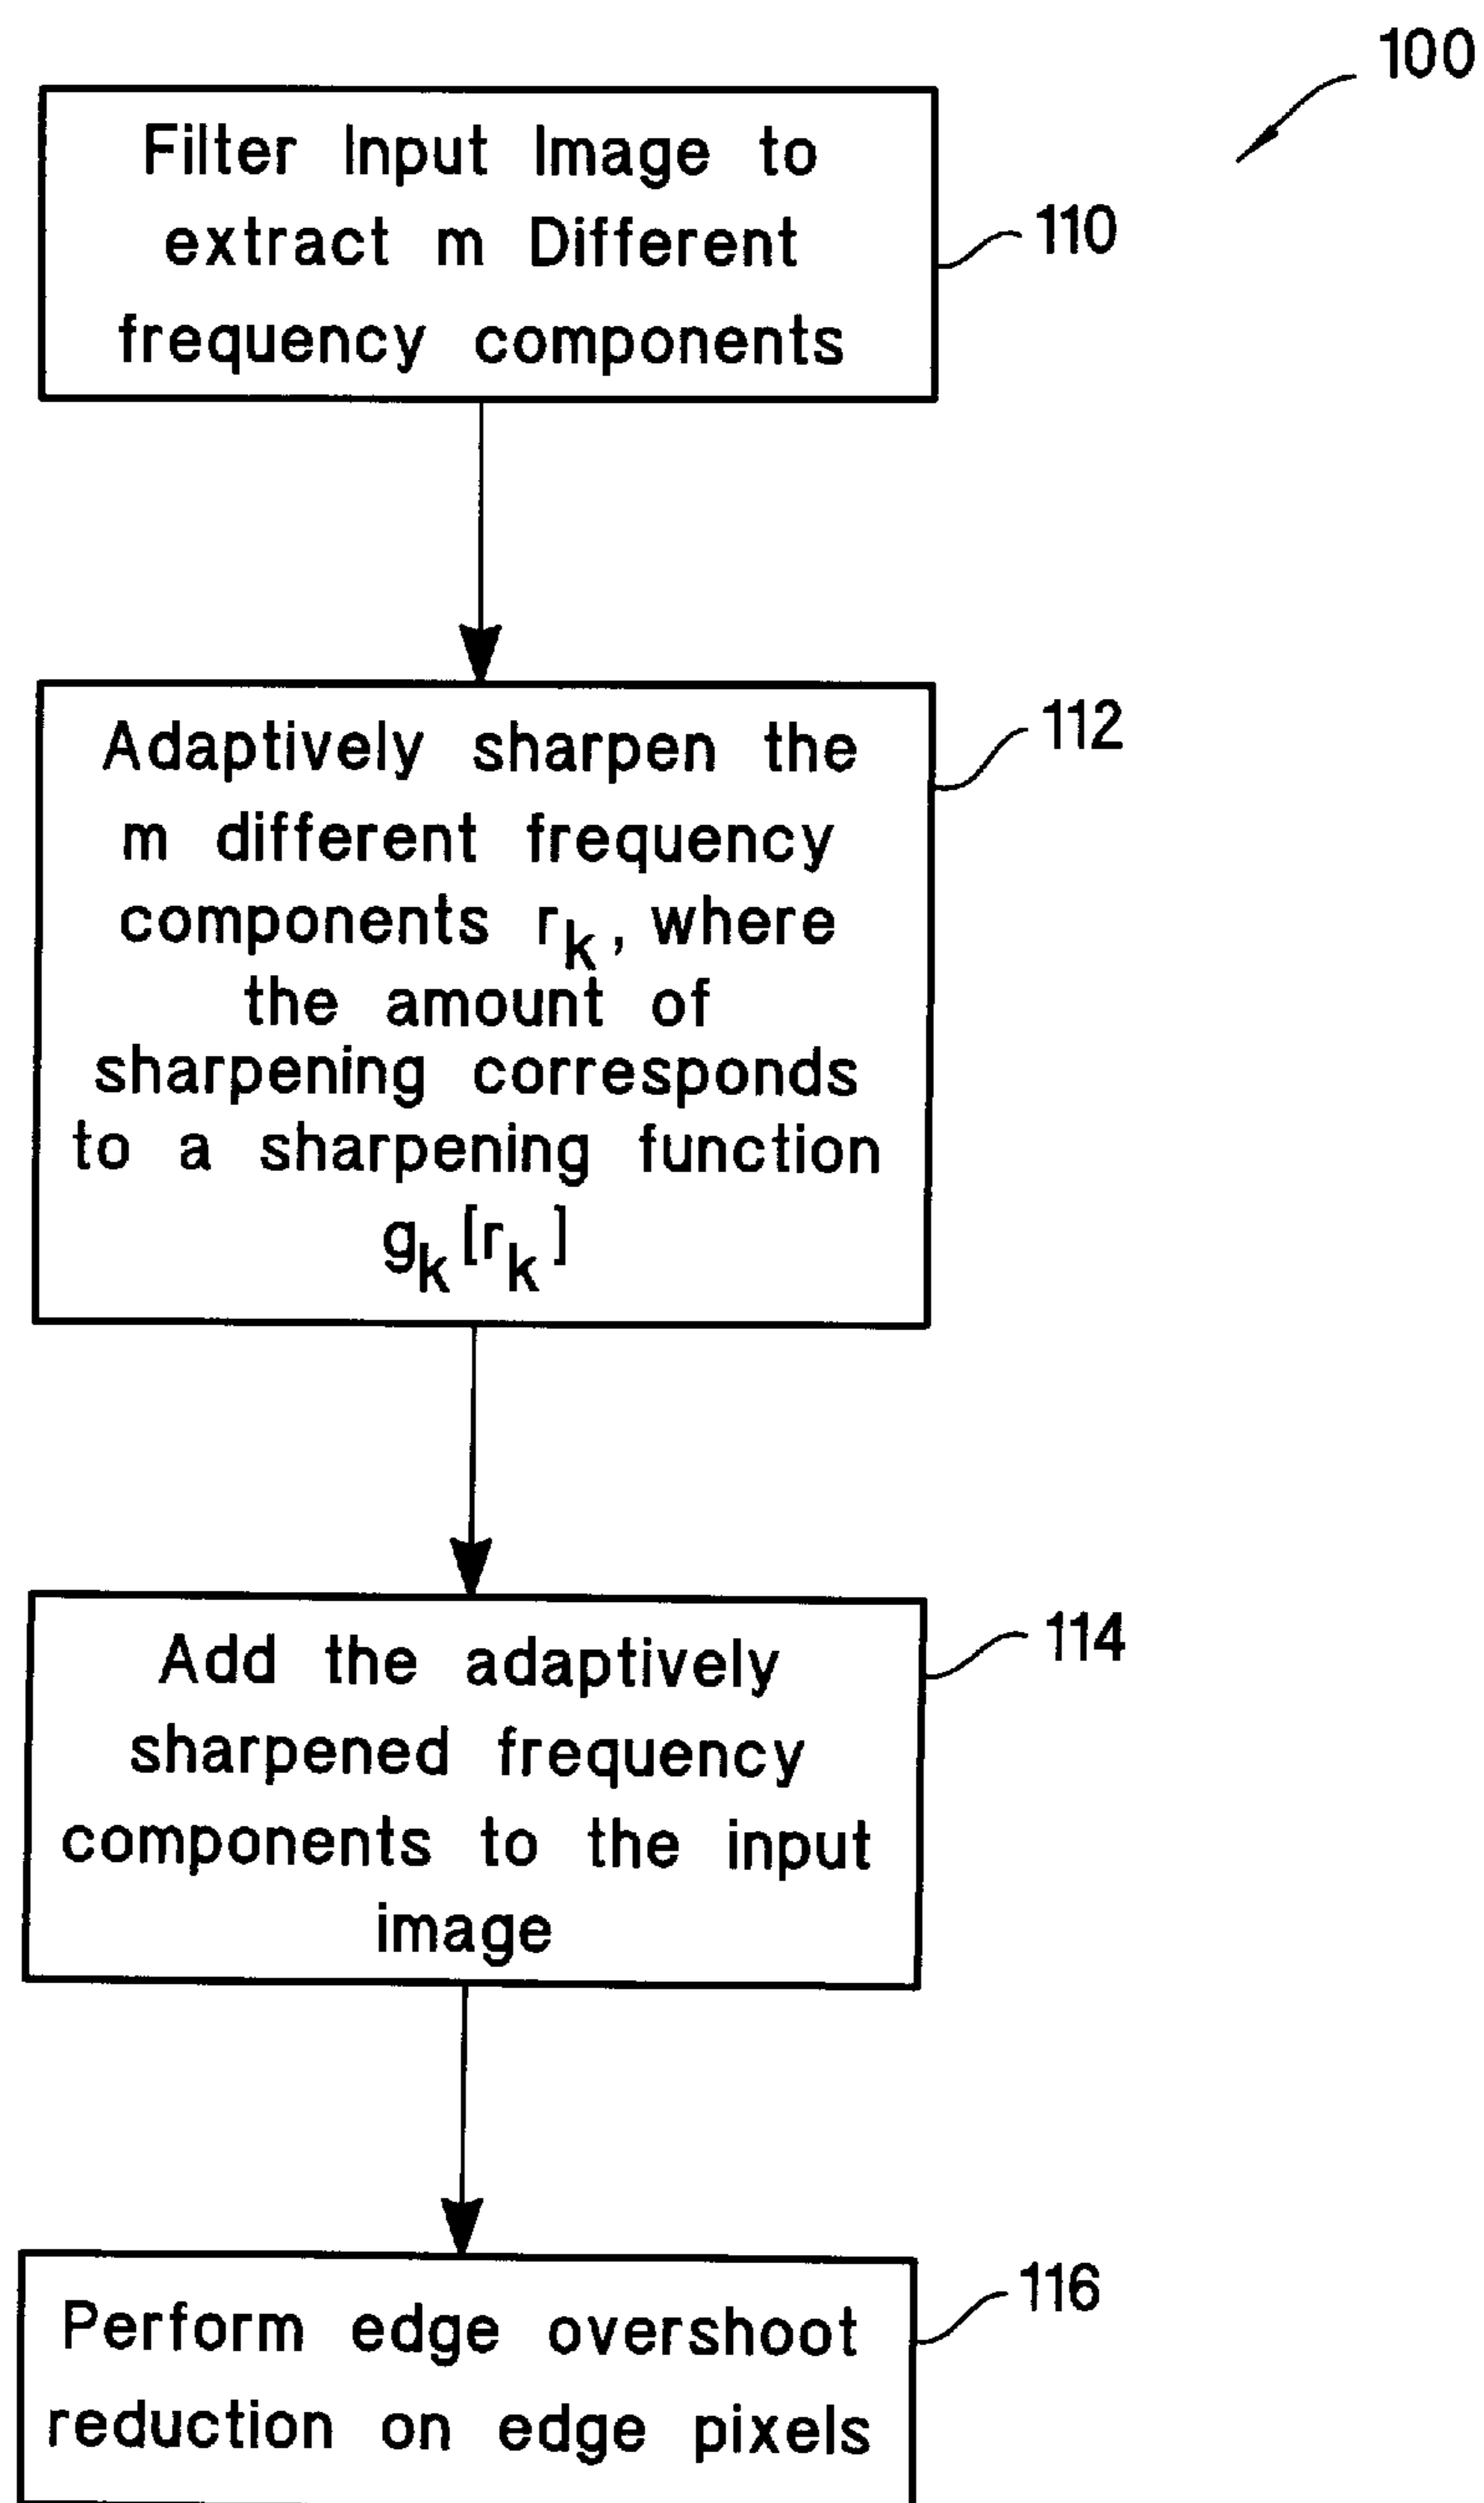 100
Filter Input Image to
extract m Different
frequency components
110
Adaptively sharpen the
m different frequency
components rk, where
the amount of
sharpening corresponds
to a sharpening function
gk[rk]
112
Add the adaptively
sharpened frequency
components to the input
image
114
Perform edge overshoot
reduction on edge pixels
116